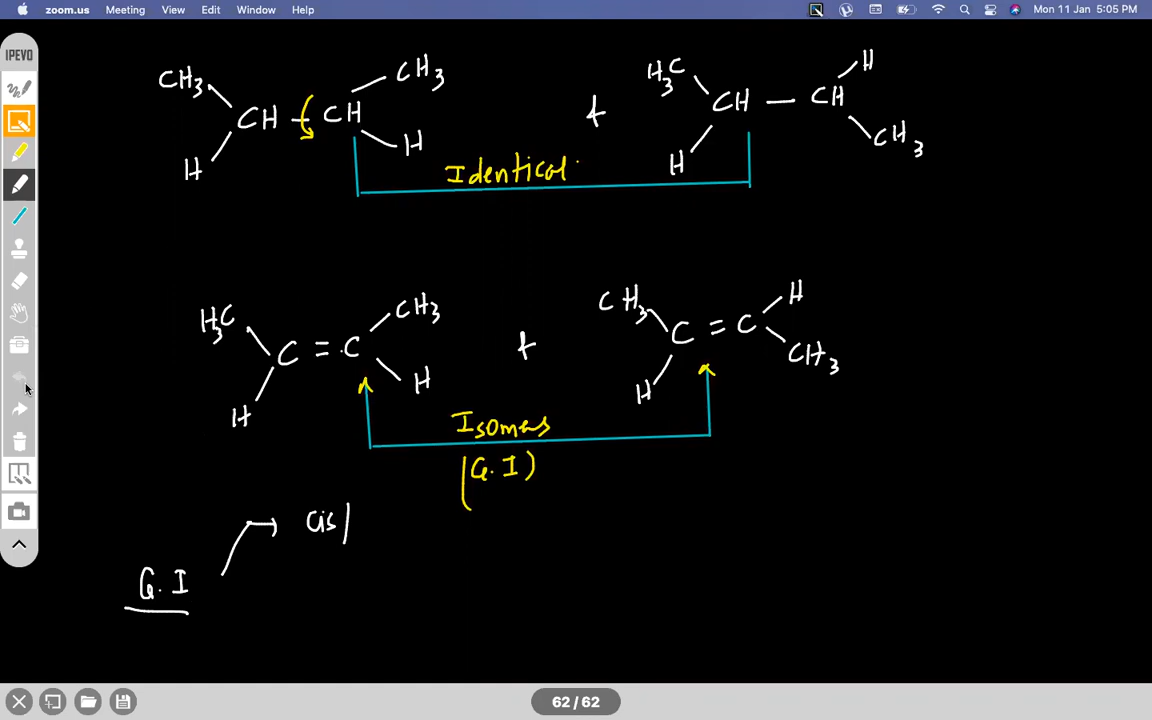 zoom.us Meeting View Edit Window Help Mon 11 Jan 5:05 PM
IPEVO
CH3 CH3 H3C H
CH - CH + CH - CH
H H H CH3
Identical
H3C CH3 CH3 H
C = C + C = C
H H H CH3
Isomers
(G.I)
cis/
G.I
62 / 62